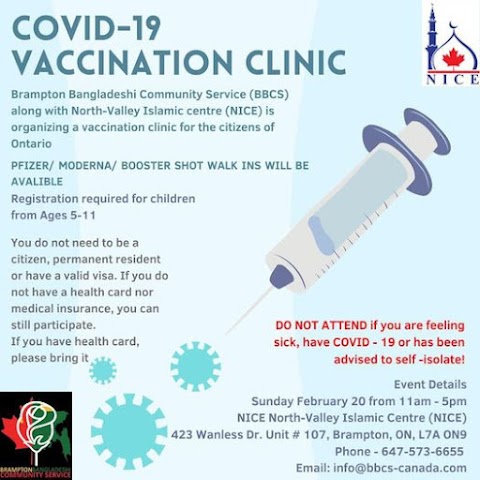 COVID-19
VACCINATION CLINIC
NICE
Brampton Bangladeshi Community Service (BBCS)
along with North-Valley Islamic centre (NICE) is
organizing a vaccination clinic for the citizens of
Ontario
PFIZER/ MODERNA/ BOOSTER SHOT WALK INS WILL BE
AVALIBLE
Registration required for children
from Ages 5-11
You do not need to be a
citizen, permanent resident
or have a valid visa. If you do
not have a health card nor
medical insurance, you can
still participate.
If you have health card,
please bring it
DO NOT ATTEND if you are feeling
sick, have COVID - 19 or has been
advised to self -isolate!
Event Details
Sunday February 20 from 11am - 5pm
NICE North-Valley Islamic Centre (NICE)
423 Wanless Dr. Unit # 107, Brampton, ON, L7A 0N9
Phone - 647-573-6655
Email: info@bbcs-canada.com
BRAMPTON BANGLADESHI
COMMUNITY SERVICE